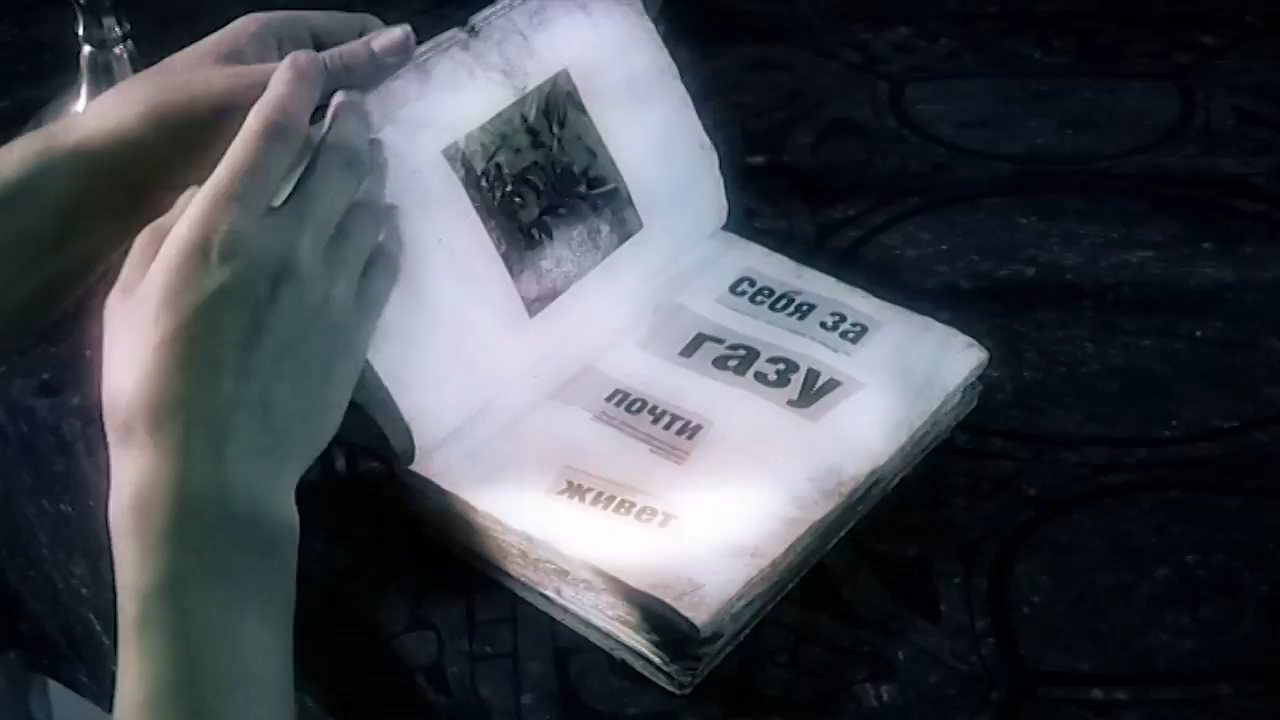 себя за
газу
почти
живет